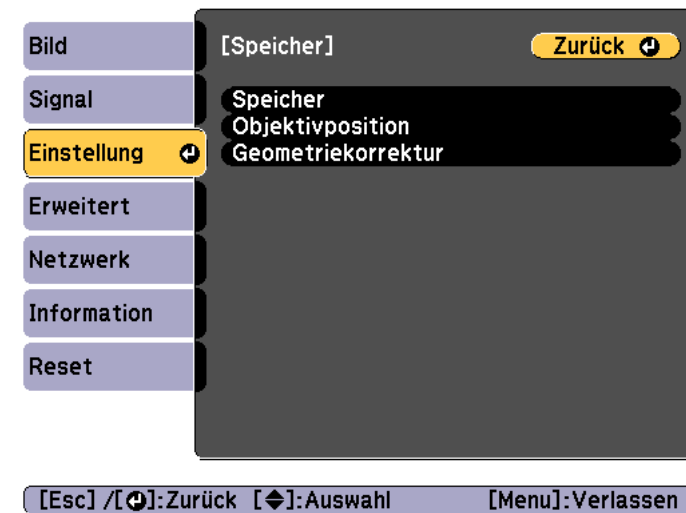 Bild
Signal
Einstellung
Erweitert
Netzwerk
Information
Reset
[Speicher]
Zurück
Speicher
Objektivposition
Geometriekorrektur
[Esc] /[ ]:Zurück [ ]:Auswahl [Menu]:Verlassen